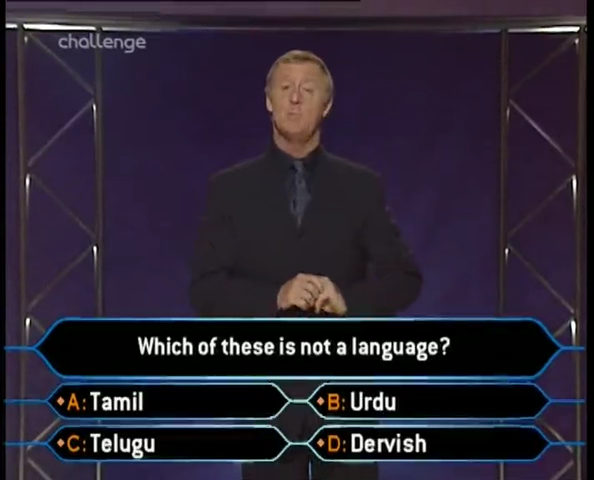 challenge
Which of these is not a language?
◆A: Tamil
◆B: Urdu
◆C: Telugu
◆D: Dervish